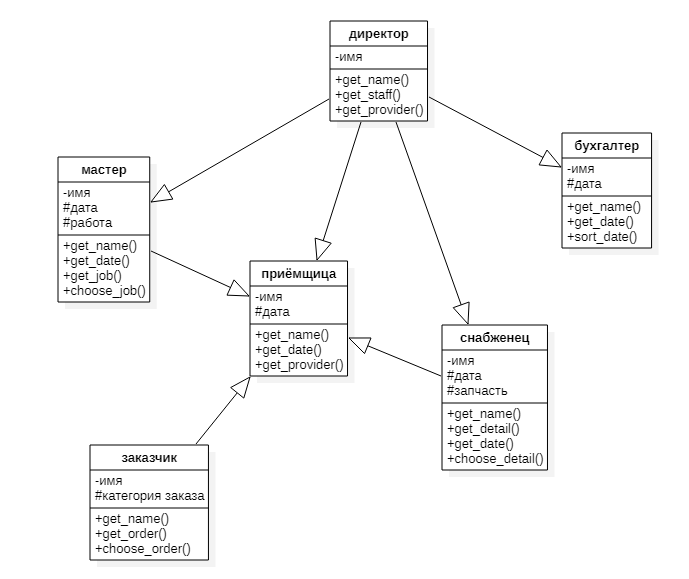 директор
-имя
+get_name()
+get_staff()
+get_provider()
бухгалтер
-имя
#дата
+get_name()
+get_date()
+sort_date()
мастер
-имя
#дата
#работа
+get_name()
+get_date()
+get_job()
+choose_job()
приёмщица
-имя
#дата
+get_name()
+get_date()
+get_provider()
снабженец
-имя
#дата
#запчасть
+get_name()
+get_detail()
+get_date()
+choose_detail()
заказчик
-имя
#категория заказа
+get_name()
+get_order()
+choose_order()